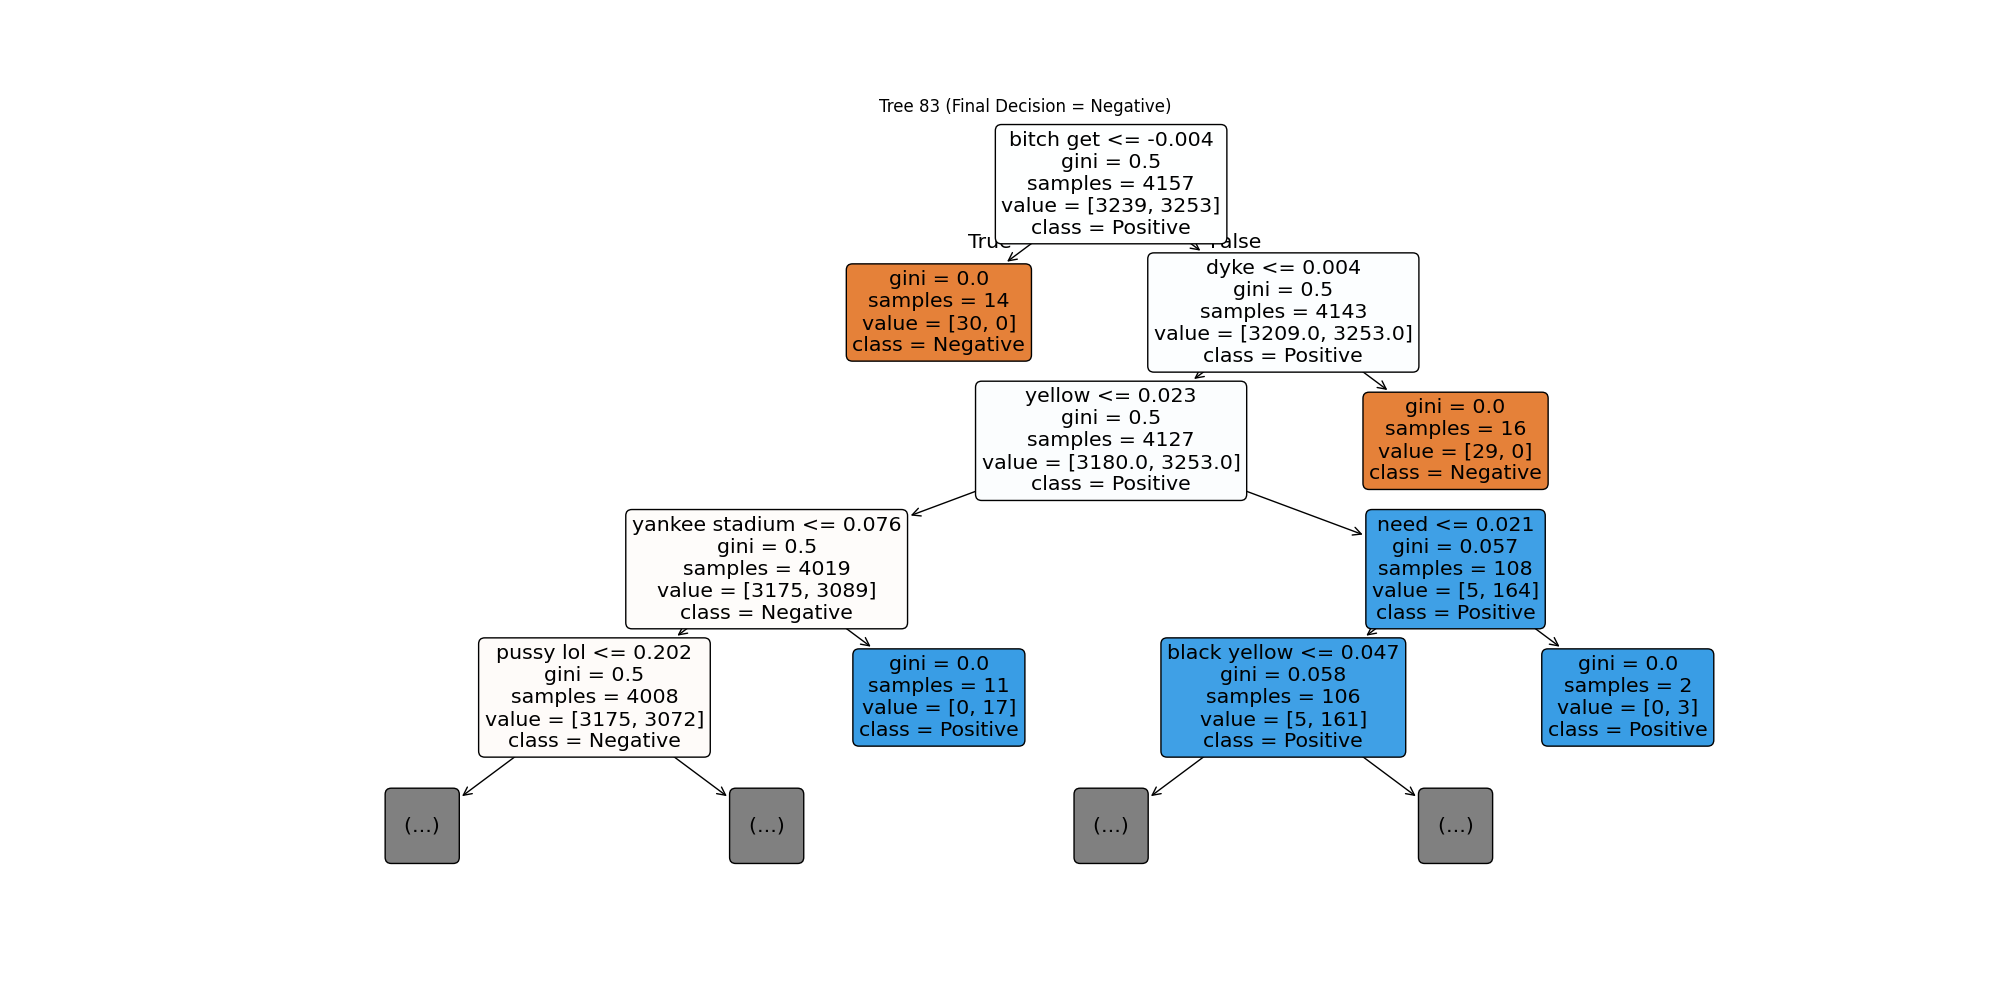 Tree 83 (Final Decision = Negative)
bitch get <= -0.004
gini = 0.5
samples = 4157
value = [3239, 3253]
class = Positive
True
False
gini = 0.0
samples = 14
value = [30, 0]
class = Negative
dyke <= 0.004
gini = 0.5
samples = 4143
value = [3209.0, 3253.0]
class = Positive
yellow <= 0.023
gini = 0.5
samples = 4127
value = [3180.0, 3253.0]
class = Positive
gini = 0.0
samples = 16
value = [29, 0]
class = Negative
yankee stadium <= 0.076
gini = 0.5
samples = 4019
value = [3175, 3089]
class = Negative
need <= 0.021
gini = 0.057
samples = 108
value = [5, 164]
class = Positive
pussy lol <= 0.202
gini = 0.5
samples = 4008
value = [3175, 3072]
class = Negative
gini = 0.0
samples = 11
value = [0, 17]
class = Positive
black yellow <= 0.047
gini = 0.058
samples = 106
value = [5, 161]
class = Positive
gini = 0.0
samples = 2
value = [0, 3]
class = Positive
(...)
(...)
(...)
(...)